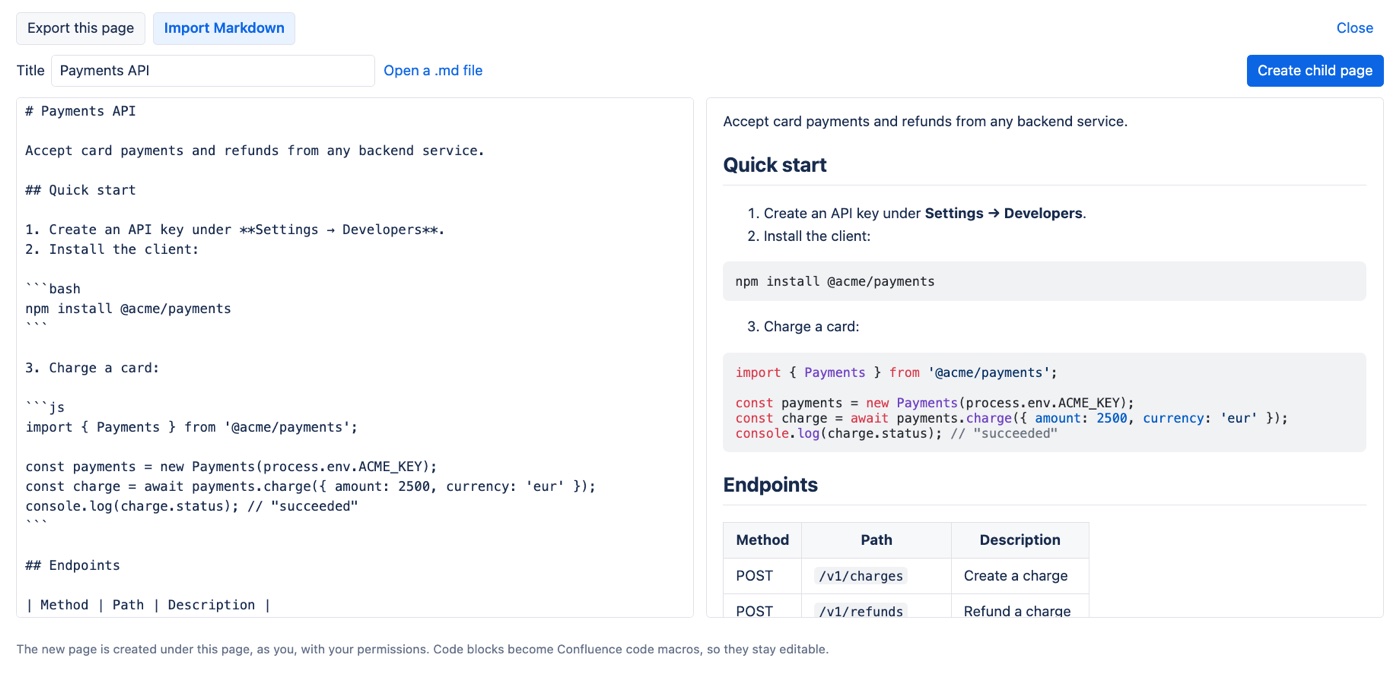 Export this page
Import Markdown
Close
Title
Payments API
Open a .md file
Create child page
# Payments API
Accept card payments and refunds from any backend service.
## Quick start
1. Create an API key under **Settings → Developers**.
2. Install the client:
```bash
npm install @acme/payments
```
3. Charge a card:
```js
import { Payments } from '@acme/payments';
const payments = new Payments(process.env.ACME_KEY);
const charge = await payments.charge({ amount: 2500, currency: 'eur' });
console.log(charge.status); // "succeeded"
```
## Endpoints
| Method | Path | Description |
Accept card payments and refunds from any backend service.
Quick start
1. Create an API key under Settings → Developers.
2. Install the client:
npm install @acme/payments
3. Charge a card:
import { Payments } from '@acme/payments';
const payments = new Payments(process.env.ACME_KEY);
const charge = await payments.charge({ amount: 2500, currency: 'eur' });
console.log(charge.status); // "succeeded"
Endpoints
Method Path Description
POST /v1/charges Create a charge
POST /v1/refunds Refund a charge
The new page is created under this page, as you, with your permissions. Code blocks become Confluence code macros, so they stay editable.